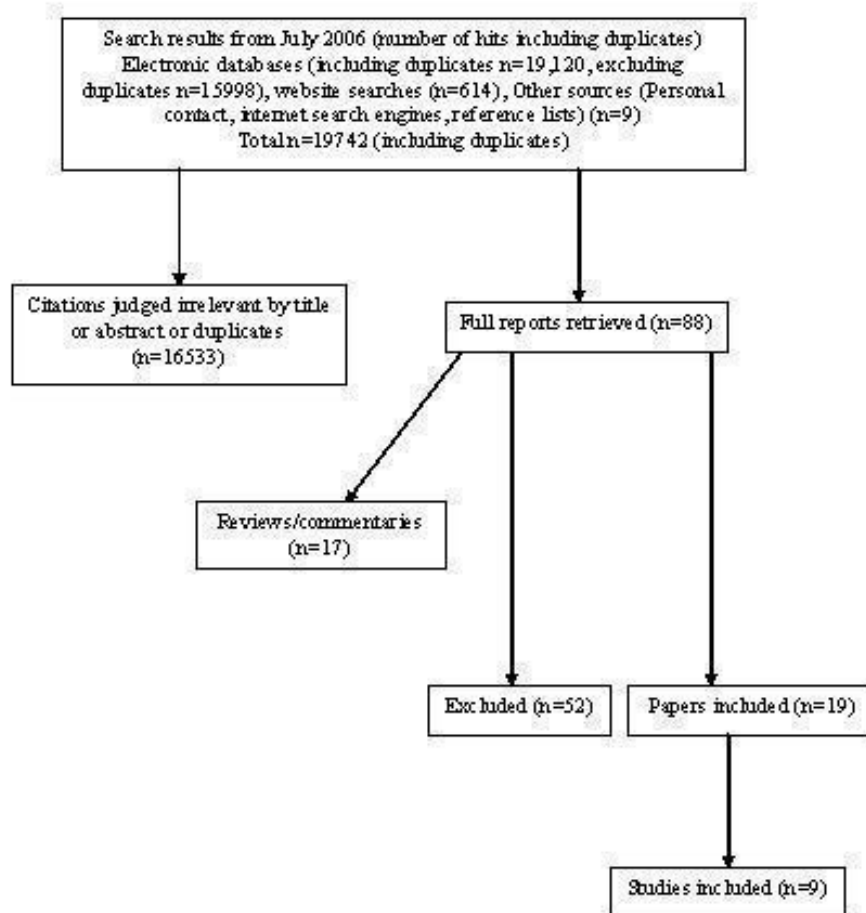 Search results from July 2006 (number of hits including duplicates)
Electronic databases (including duplicates n=19,120, excluding
duplicates n=15998), website searches (n=614), Other sources (Personal
contact, internet search engines, reference lists) (n=9)
Total n=19742 (including duplicates)
Citations judged irrelevant by title
or abstract or duplicates
(n=16533)
Full reports retrieved (n=88)
Reviews/commentaries
(n=17)
Excluded (n=52)
Papers included (n=19)
Studies included (n=9)